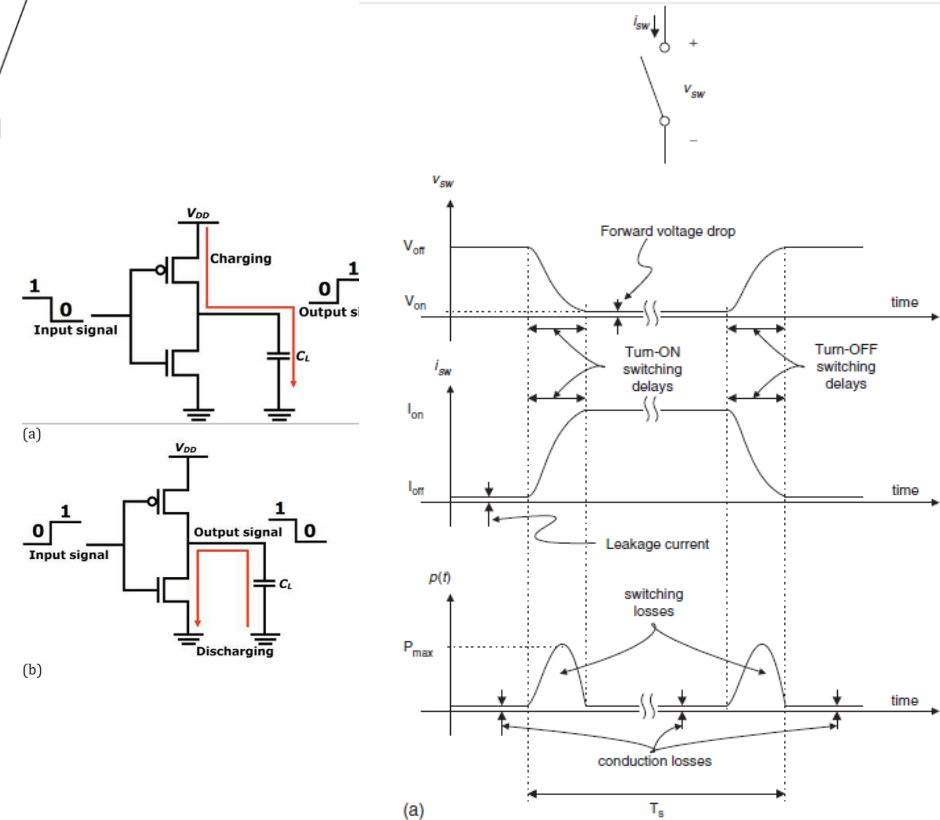 V_DD
Charging
1
0
Input signal
0
1
Output si
C_L
(a)
V_DD
0
1
Input signal
Output signal
1
0
C_L
Discharging
(b)
i_sw
+
v_sw
–
v_sw
V_off
Forward voltage drop
V_on
time
Turn-ON
switching
delays
Turn-OFF
switching
delays
i_sw
I_on
I_off
time
Leakage current
p(t)
switching
losses
P_max
time
conduction losses
T_s
(a)